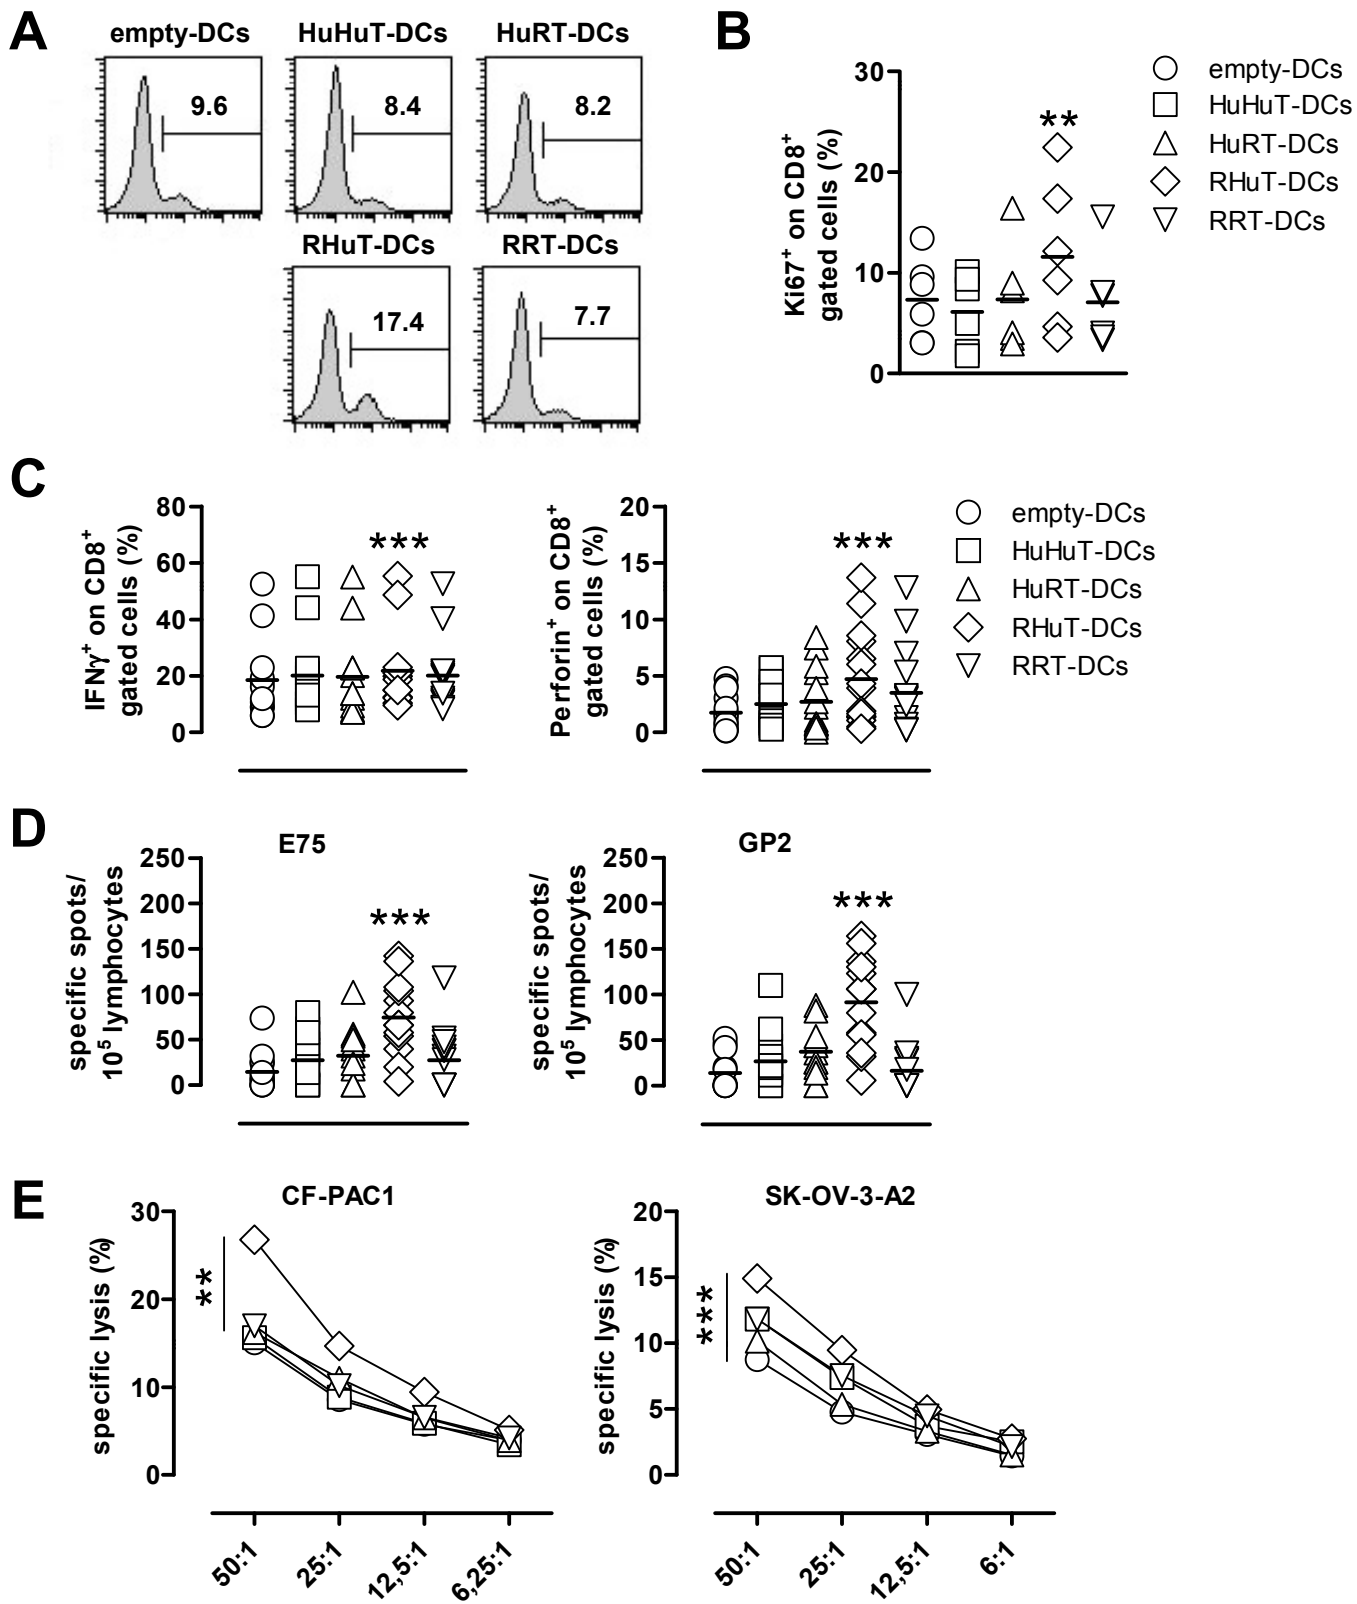 A
empty-DCs
HuHuT-DCs
HuRT-DCs
9.6
8.4
8.2
RHuT-DCs
RRT-DCs
17.4
7.7
B
Ki67+ on CD8+
gated cells (%)
30
20
10
0
**
empty-DCs
HuHuT-DCs
HuRT-DCs
RHuT-DCs
RRT-DCs
C
IFNγ+ on CD8+
gated cells (%)
80
60
40
20
0
***
Perforin+ on CD8+
gated cells (%)
20
15
10
5
0
***
empty-DCs
HuHuT-DCs
HuRT-DCs
RHuT-DCs
RRT-DCs
D
E75
specific spots/
10⁵ lymphocytes
250
200
150
100
50
0
***
GP2
specific spots/
10⁵ lymphocytes
250
200
150
100
50
0
***
E
CF-PAC1
specific lysis (%)
30
20
10
0
**
50:1
25:1
12,5:1
6,25:1
SK-OV-3-A2
specific lysis (%)
20
15
10
5
0
***
50:1
25:1
12,5:1
6:1